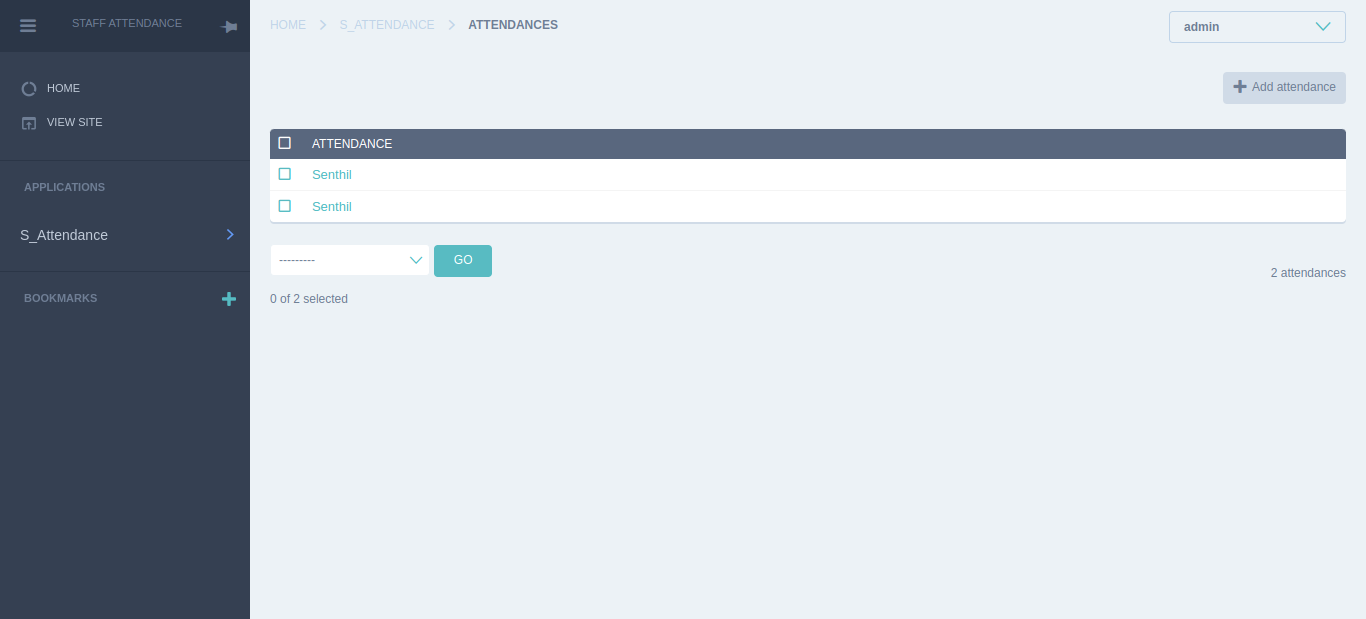 STAFF ATTENDANCE
HOME
VIEW SITE
APPLICATIONS
S_Attendance
BOOKMARKS
HOME S_ATTENDANCE ATTENDANCES
admin
Add attendance
ATTENDANCE
Senthil
Senthil
---------
GO
2 attendances
0 of 2 selected